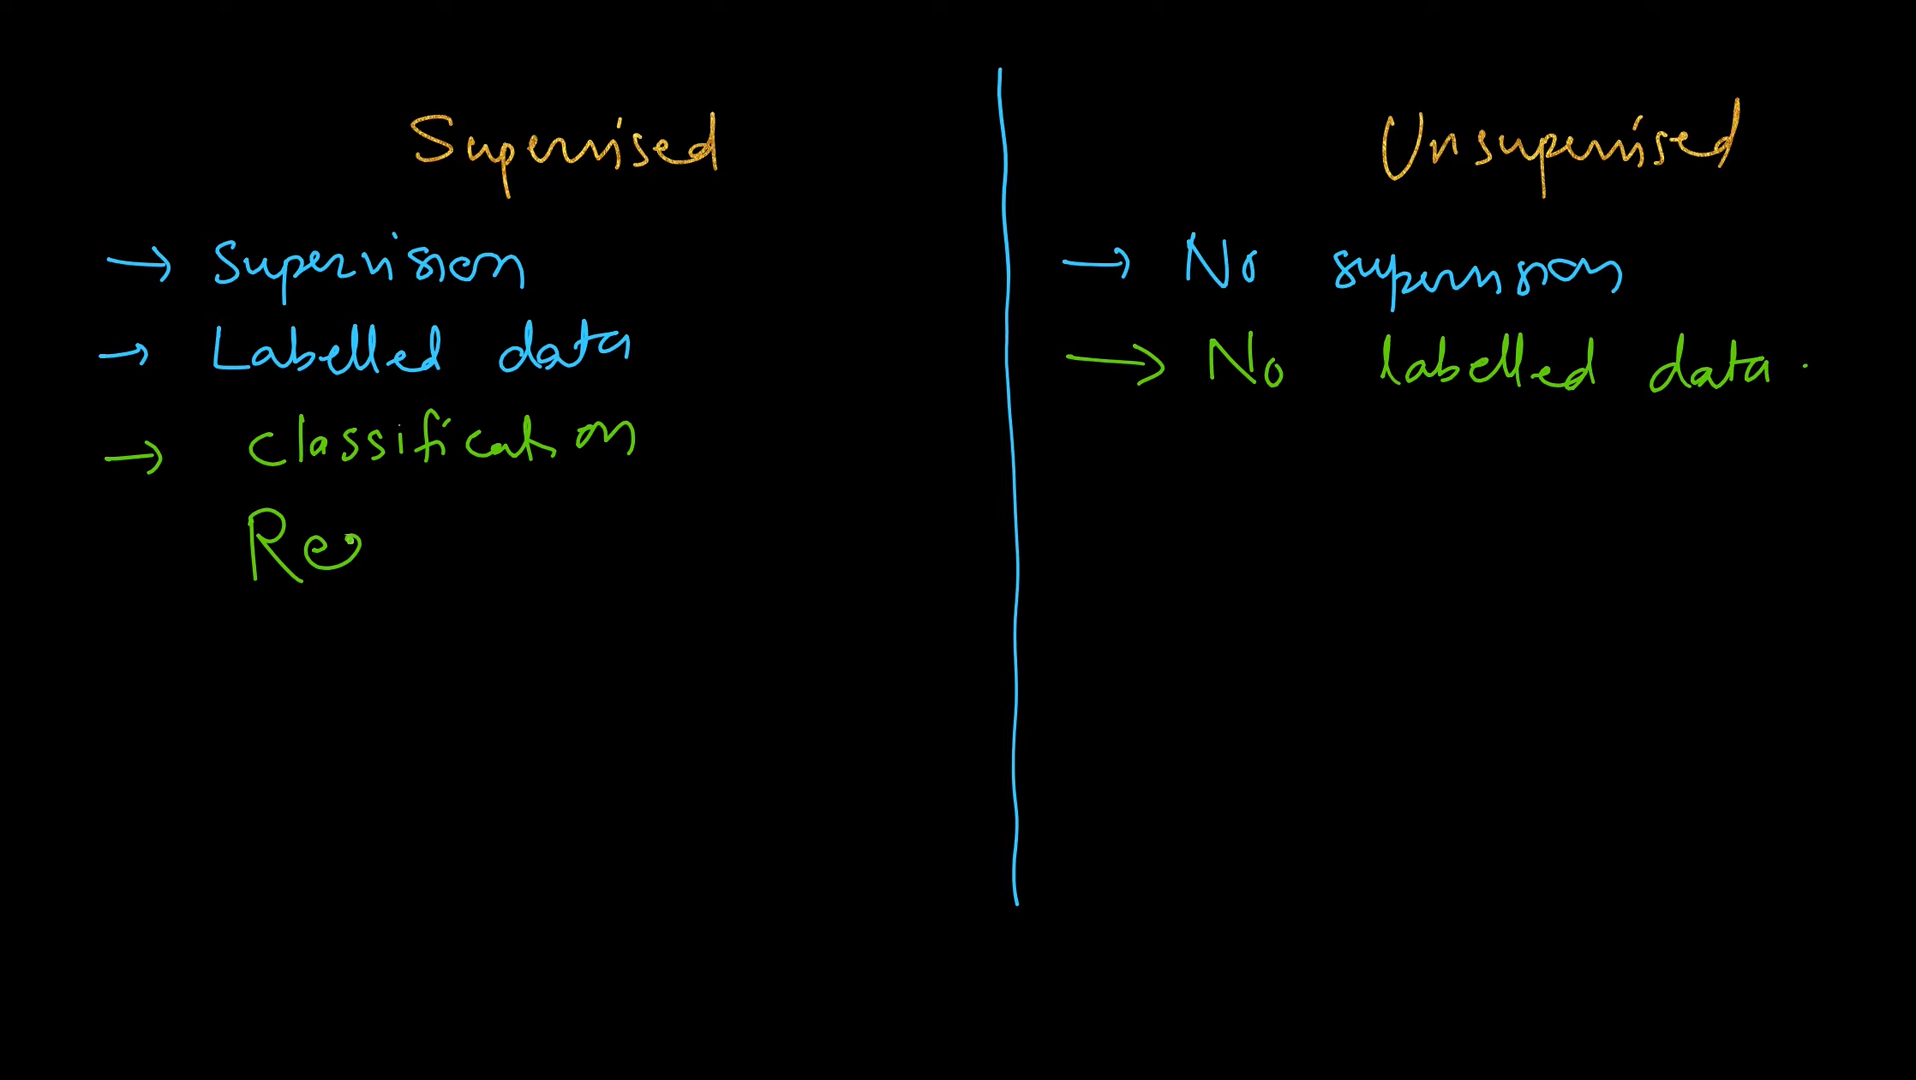 Supervised
→ Supervision
→ Labelled data
→ classification
Re
Unsupervised
→ No supervision
→ No labelled data.